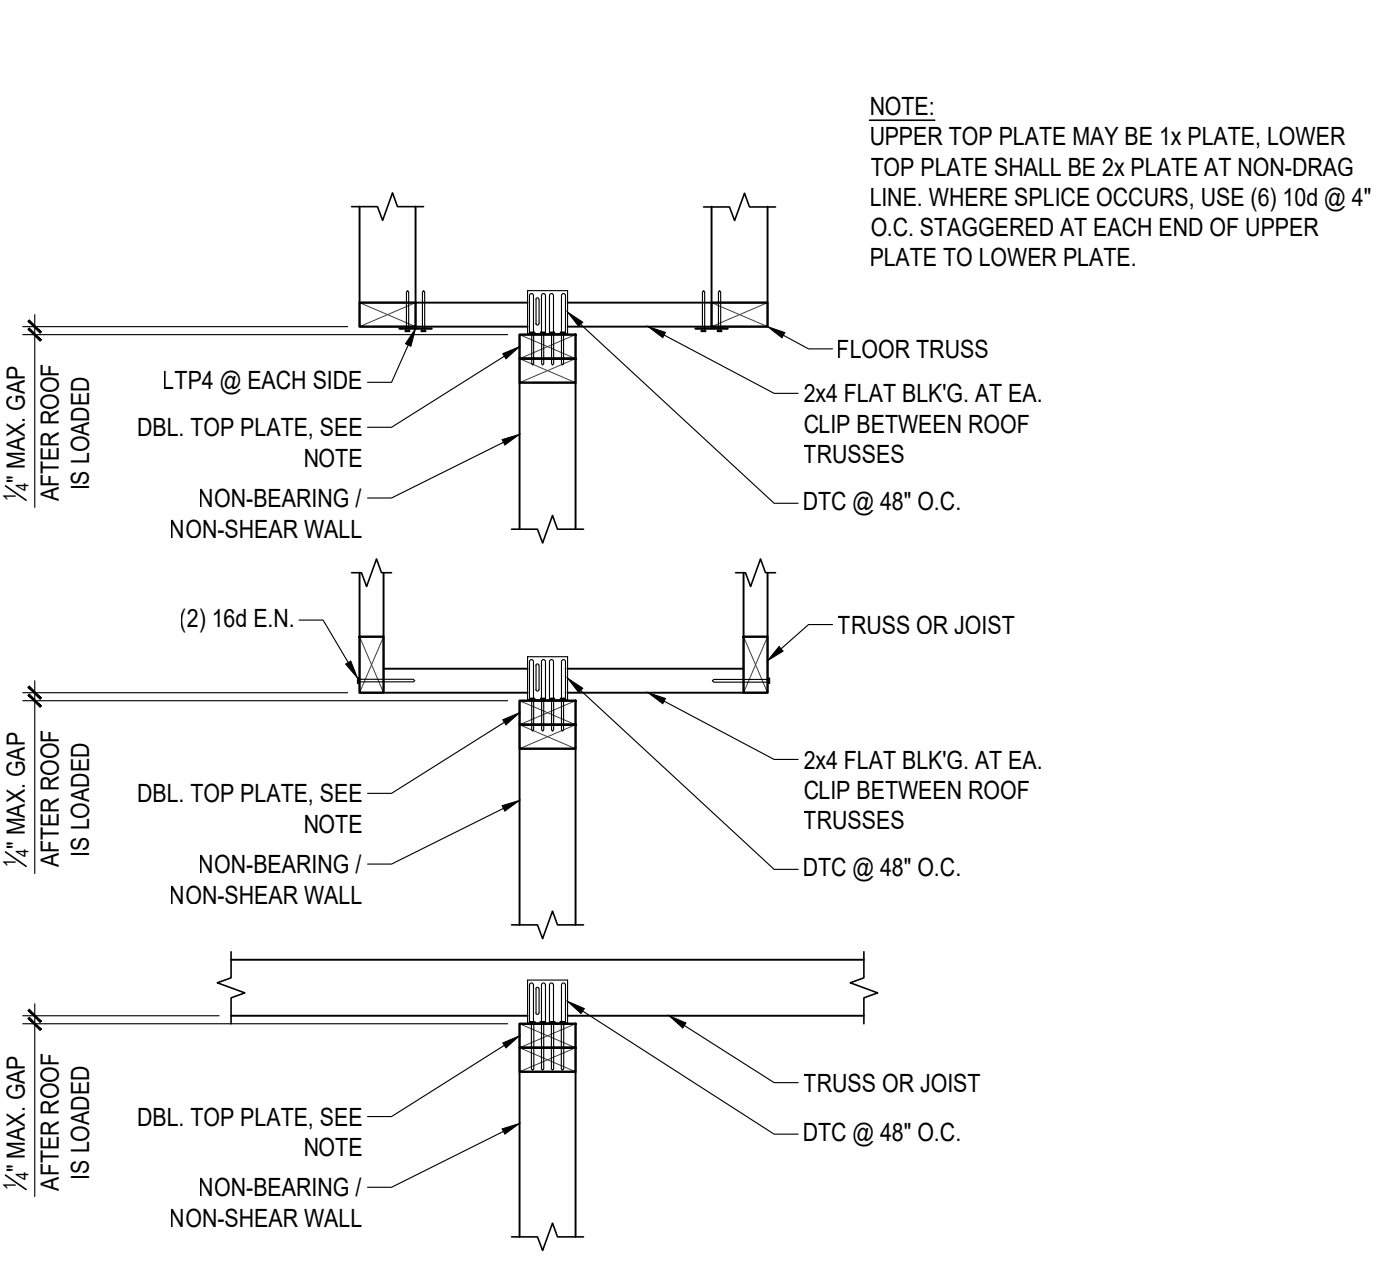 NOTE:
UPPER TOP PLATE MAY BE 1x PLATE, LOWER
TOP PLATE SHALL BE 2x PLATE AT NON-DRAG
LINE. WHERE SPLICE OCCURS, USE (6) 10d @ 4"
O.C. STAGGERED AT EACH END OF UPPER
PLATE TO LOWER PLATE.
1/4" MAX. GAP
AFTER ROOF
IS LOADED
LTP4 @ EACH SIDE
DBL. TOP PLATE, SEE
NOTE
NON-BEARING /
NON-SHEAR WALL
FLOOR TRUSS
2x4 FLAT BLK'G. AT EA.
CLIP BETWEEN ROOF
TRUSSES
DTC @ 48" O.C.
(2) 16d E.N.
1/4" MAX. GAP
AFTER ROOF
IS LOADED
DBL. TOP PLATE, SEE
NOTE
NON-BEARING /
NON-SHEAR WALL
TRUSS OR JOIST
2x4 FLAT BLK'G. AT EA.
CLIP BETWEEN ROOF
TRUSSES
DTC @ 48" O.C.
1/4" MAX. GAP
AFTER ROOF
IS LOADED
DBL. TOP PLATE, SEE
NOTE
NON-BEARING /
NON-SHEAR WALL
TRUSS OR JOIST
DTC @ 48" O.C.